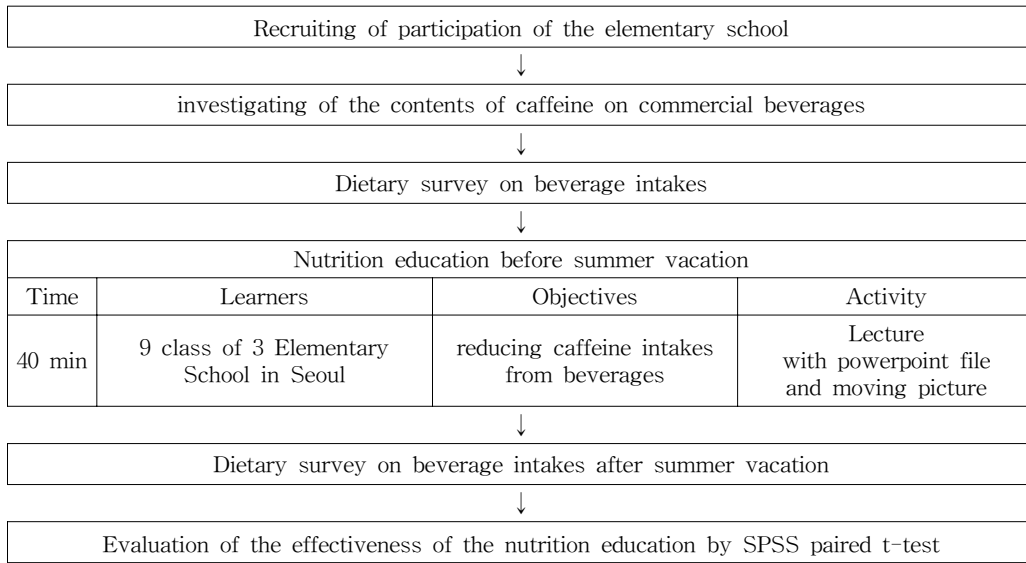 Recruiting of participation of the elementary school
↓
investigating of the contents of caffeine on commercial beverages
↓
Dietary survey on beverage intakes
↓
Nutrition education before summer vacation
Time Learners Objectives Activity
40 min
9 class of 3 Elementary
School in Seoul
reducing caffeine intakes
from beverages
Lecture
with powerpoint file
and moving picture
↓
Dietary survey on beverage intakes after summer vacation
↓
Evaluation of the effectiveness of the nutrition education by SPSS paired t-test